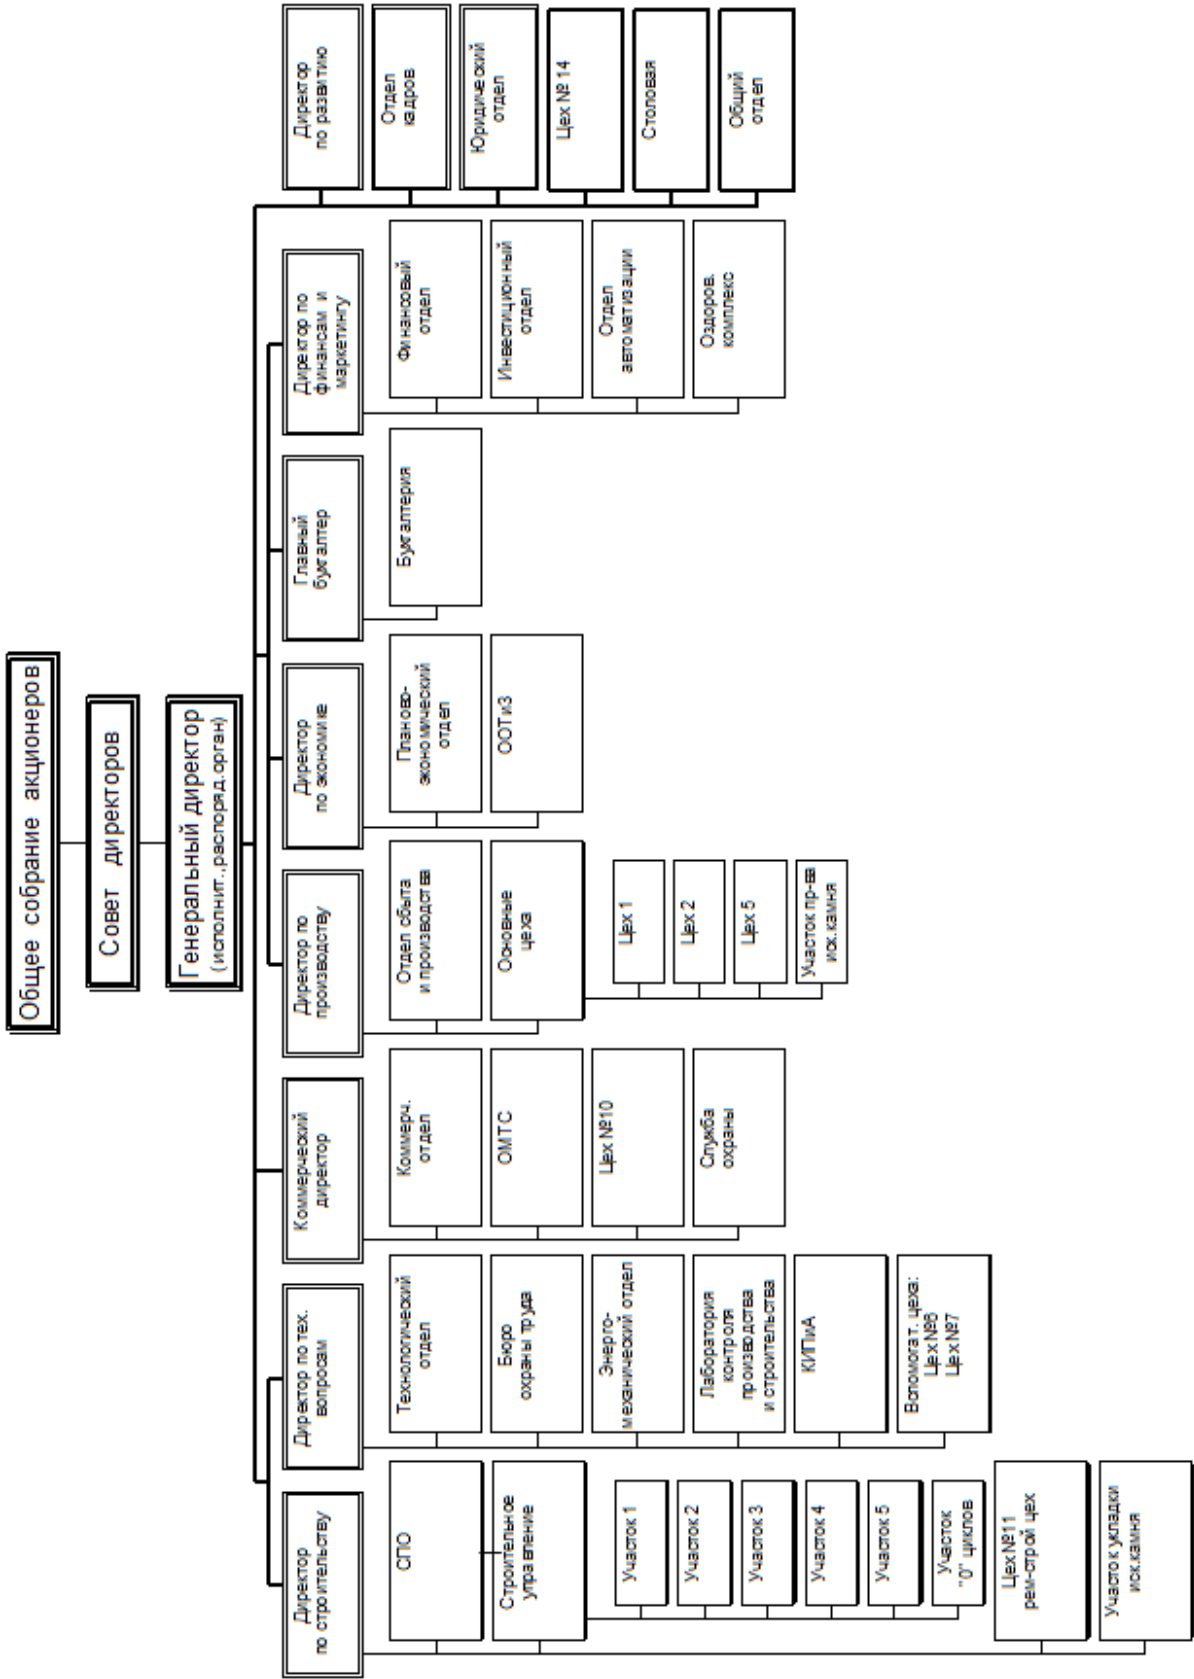 Общее собрание акционеров
Совет директоров
Генеральный директор
(исполнит.,распоряд.орган)
Директор
по строительству
СПО
Строительное
управление
Участок 1
Участок 2
Участок 3
Участок 4
Участок 5
Участок
"0" циклов
Цех №11
рем-строй цех
Участок укладки
иск.камня
Директор по тех.
вопросам
Технологический
отдел
Бюро
охраны труда
Энерго-
механический отдел
Лаборатория
контроля
производства
и строительства
КИПиА
Вспомогат. цеха:
Цех №6
Цех №7
Коммерческий
директор
Коммерч.
отдел
ОМТС
Цех №10
Служба
охраны
Директор по
производству
Отдел сбыта
и производства
Основные
цеха
Цех 1
Цех 2
Цех 5
Участок пр-ва
иск.камня
Директор
по экономике
Планово-
экономический
отдел
ООТиЗ
Главный
бухгалтер
Бухгалтерия
Директор по
финансам и
маркетингу
Финансовый
отдел
Инвестиционный
отдел
Отдел
автоматизации
Оздоров.
комплекс
Директор
по развитию
Отдел
кадров
Юридический
отдел
Цех № 14
Столовая
Общий
отдел